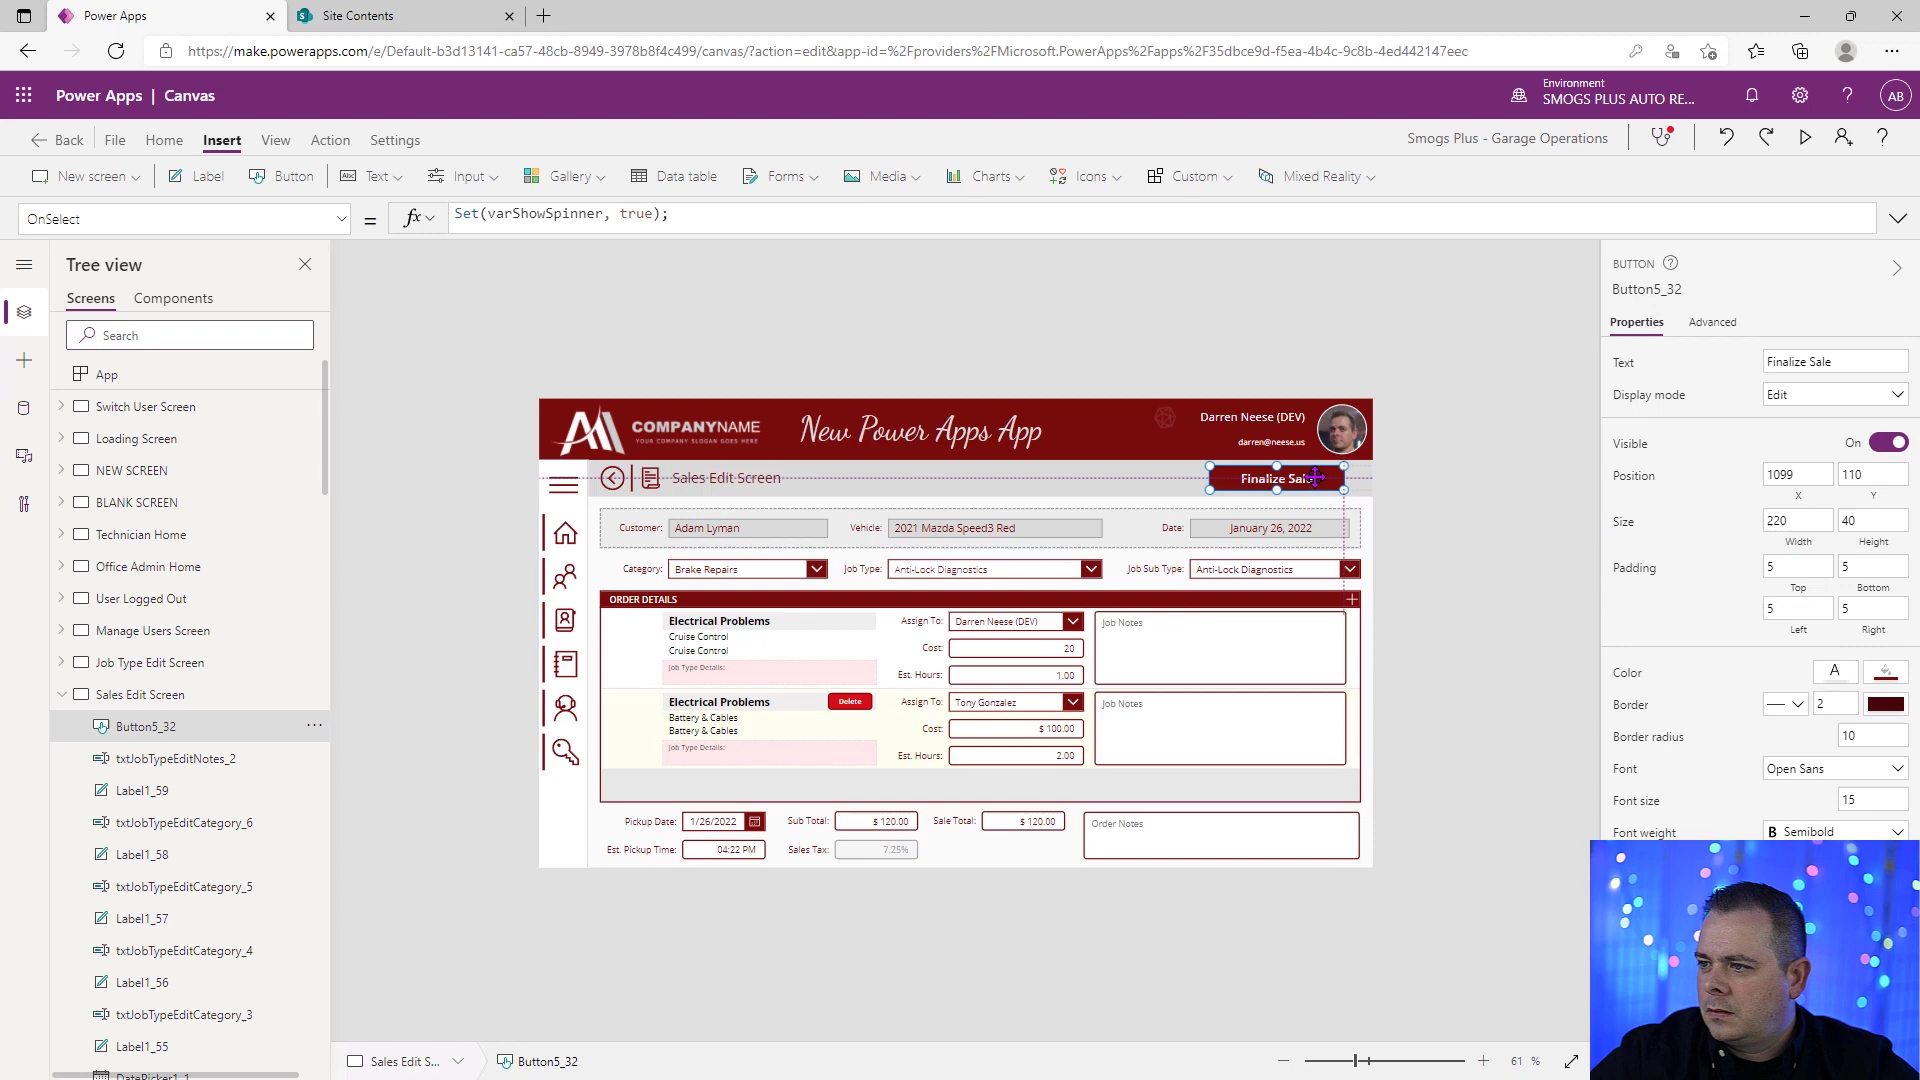 Power Apps
Site Contents
https://make.powerapps.com/e/Default-b3d13141-ca57-48cb-8949-3978b8f4c499/canvas/?action=edit&app-id=%2Fproviders%2FMicrosoft.PowerApps%2Fapps%2F35dbce9d-f5ea-4b4c-9c8b-4ed442147eec
Power Apps | Canvas
Environment
SMOGS PLUS AUTO RE...
AB
Back File Home Insert View Action Settings
Smogs Plus - Garage Operations
New screen Label Button Text Input Gallery Data table Forms Media Charts Icons Custom Mixed Reality
OnSelect = fx Set(varShowSpinner, true);
Tree view
Screens Components
Search
App
Switch User Screen
Loading Screen
NEW SCREEN
BLANK SCREEN
Technician Home
Office Admin Home
User Logged Out
Manage Users Screen
Job Type Edit Screen
Sales Edit Screen
Button5_32
txtJobTypeEditNotes_2
Label1_59
txtJobTypeEditCategory_6
Label1_58
txtJobTypeEditCategory_5
Label1_57
txtJobTypeEditCategory_4
Label1_56
txtJobTypeEditCategory_3
Label1_55
DatePicker1_1
COMPANYNAME
YOUR COMPANY SLOGAN GOES HERE
New Power Apps App
Darren Neese (DEV)
darren@neese.us
Sales Edit Screen
Finalize Sale
Customer: Adam Lyman Vehicle: 2021 Mazda Speed3 Red Date: January 26, 2022
Category: Brake Repairs Job Type: Anti-Lock Diagnostics Job Sub Type: Anti-Lock Diagnostics
ORDER DETAILS
Electrical Problems Assign To: Darren Neese (DEV) Job Notes
Cruise Control
Cruise Control Cost: 20
Job Type Details: Est. Hours: 1.00
Electrical Problems Delete Assign To: Tony Gonzalez Job Notes
Battery & Cables
Battery & Cables Cost: $ 100.00
Job Type Details: Est. Hours: 2.00
Pickup Date: 1/26/2022 Sub Total: $ 120.00 Sale Total: $ 120.00 Order Notes
Est. Pickup Time: 04:22 PM Sales Tax: 7.25%
Sales Edit S... Button5_32
61 %
BUTTON
Button5_32
Properties Advanced
Text Finalize Sale
Display mode Edit
Visible On
Position 1099 110
X Y
Size 220 40
Width Height
Padding 5 5
Top Bottom
5 5
Left Right
Color A
Border 2
Border radius 10
Font Open Sans
Font size 15
Font weight B Semibold